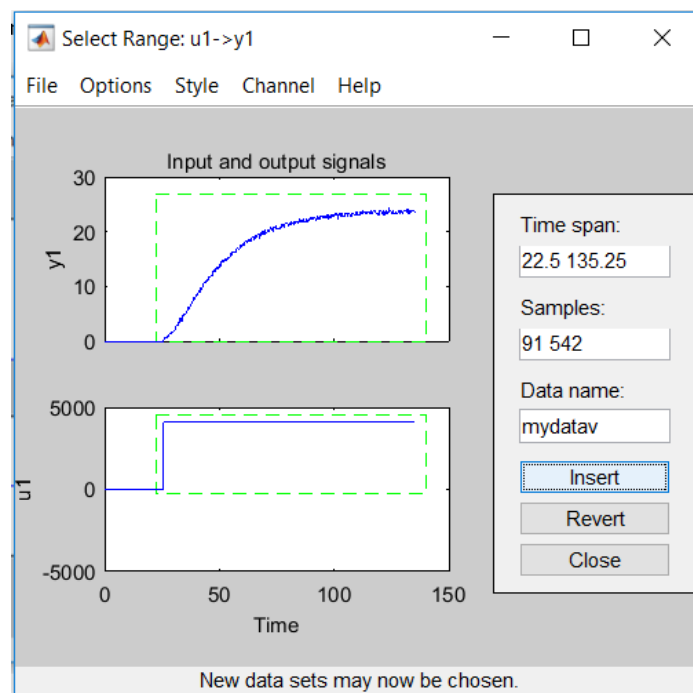 Select Range: u1->y1
File Options Style Channel Help
Input and output signals
30
20
10
0
y1
5000
0
-5000
u1
0 50 100 150
Time
Time span:
22.5 135.25
Samples:
91 542
Data name:
mydatav
Insert
Revert
Close
New data sets may now be chosen.